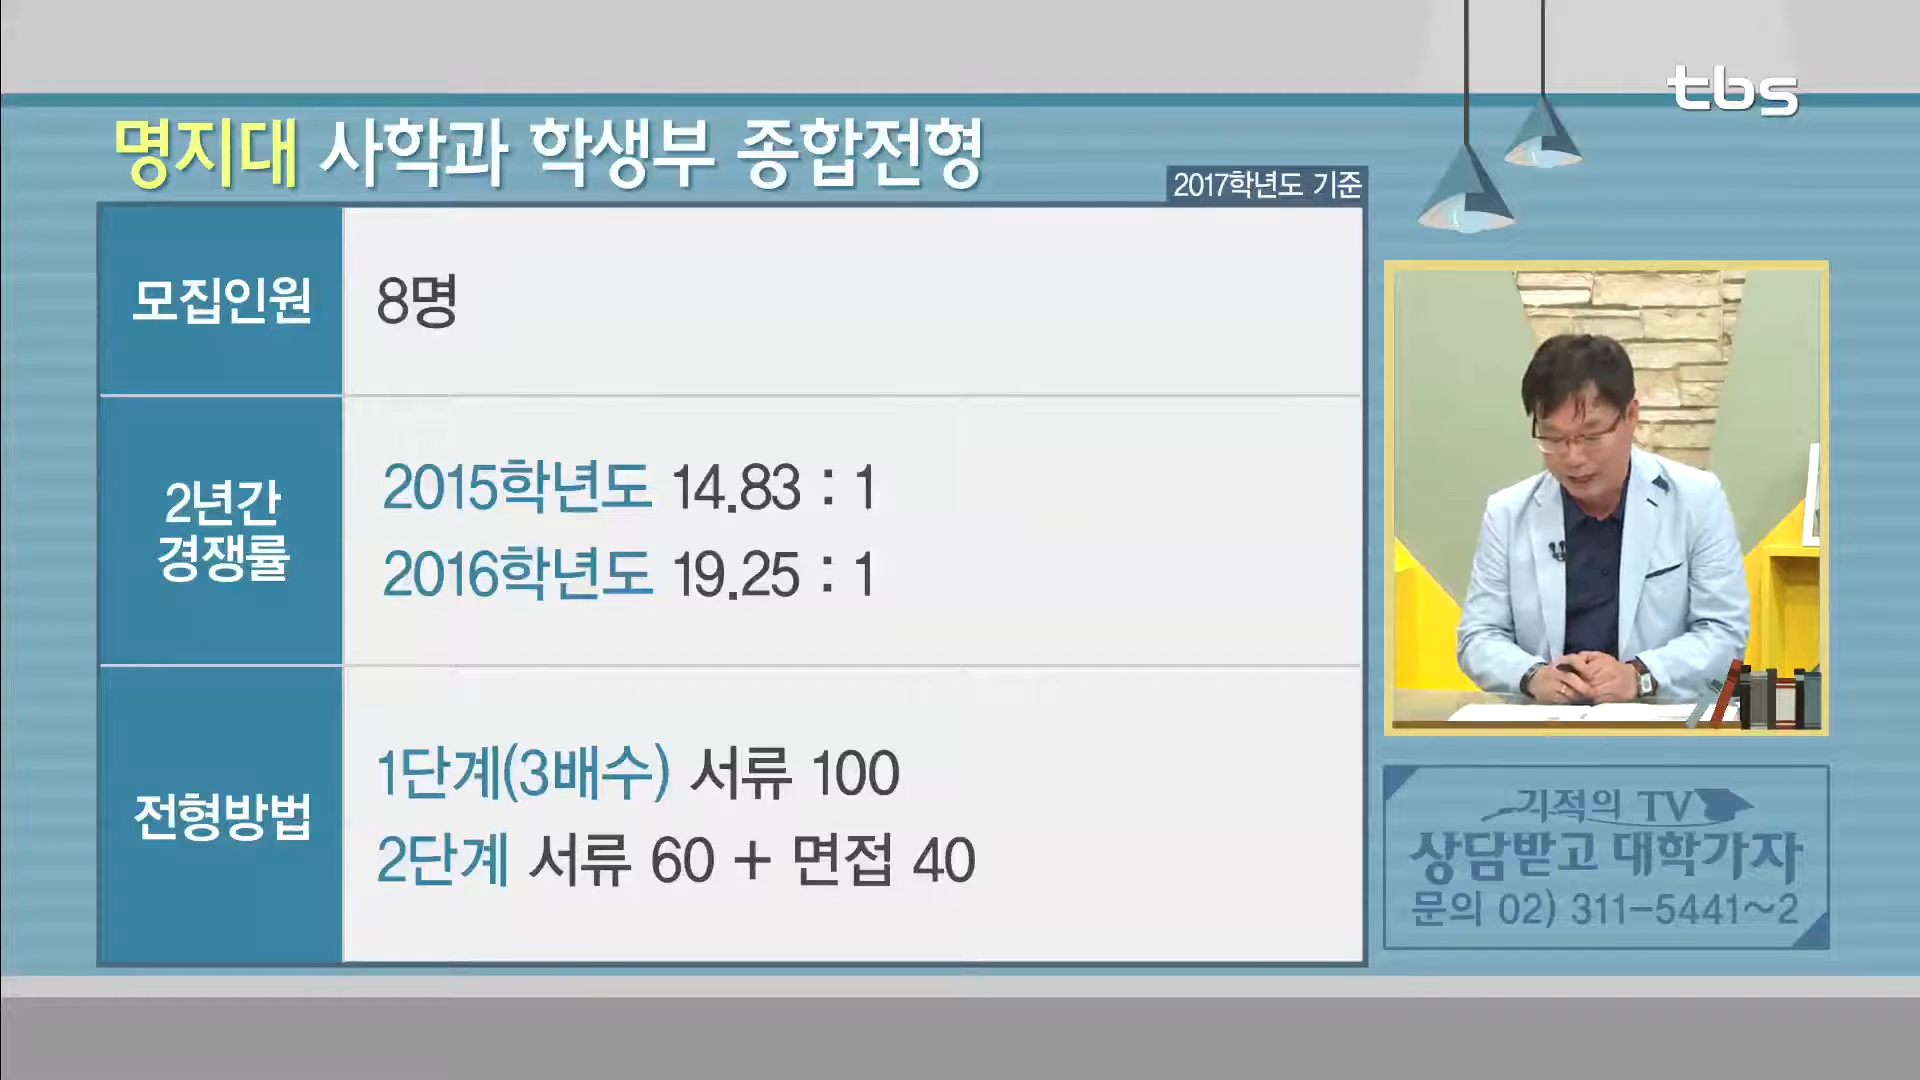 tbs
명지대 사학과 학생부 종합전형
2017학년도 기준
모집인원
8명
2년간
경쟁률
2015학년도 14.83 : 1
2016학년도 19.25 : 1
전형방법
1단계(3배수) 서류 100
2단계 서류 60 + 면접 40
기적의 TV
상담받고 대학가자
문의 02) 311-5441~2